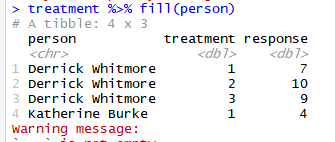 > treatment %>% fill(person)
# A tibble: 4 x 3
person treatment response
<chr> <dbl> <dbl>
1 Derrick Whitmore 1 7
2 Derrick Whitmore 2 10
3 Derrick Whitmore 3 9
4 Katherine Burke 1 4
Warning message: